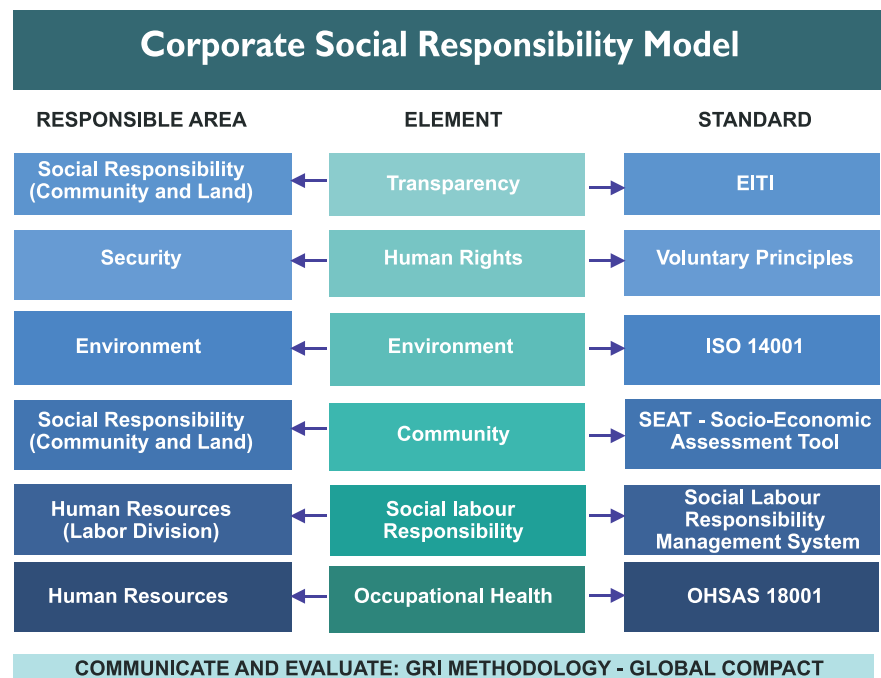 Corporate Social Responsibility Model
RESPONSIBLE AREA
ELEMENT
STANDARD
Social Responsibility
(Community and Land)
Transparency
EITI
Security
Human Rights
Voluntary Principles
Environment
Environment
ISO 14001
Social Responsibility
(Community and Land)
Community
SEAT - Socio-Economic
Assessment Tool
Human Resources
(Labor Division)
Social labour
Responsibility
Social Labour
Responsibility
Management System
Human Resources
Occupational Health
OHSAS 18001
COMMUNICATE AND EVALUATE: GRI METHODOLOGY - GLOBAL COMPACT